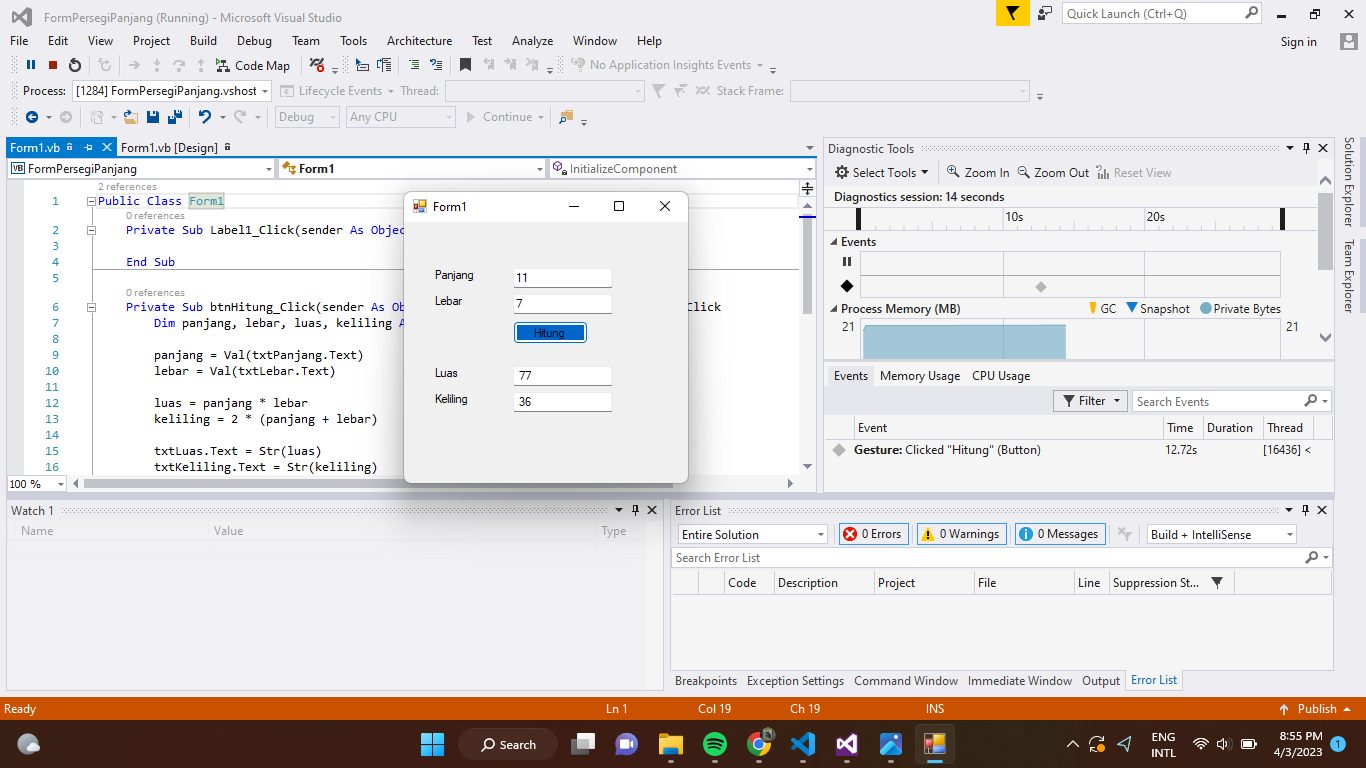 FormPersegiPanjang (Running) - Microsoft Visual Studio
Quick Launch (Ctrl+Q)
File Edit View Project Build Debug Team Tools Architecture Test Analyze Window Help
Sign in
Code Map
No Application Insights Events
Process: [1284] FormPersegiPanjang.vshost
Lifecycle Events Thread:
Stack Frame:
Debug Any CPU Continue
Form1.vb
Form1.vb [Design]
VB FormPersegiPanjang
Form1
InitializeComponent
2 references
1 Public Class Form1
0 references
2 Private Sub Label1_Click(sender As Objec
3
4 End Sub
5
0 references
6 Private Sub btnHitung_Click(sender As Ob
Click
7 Dim panjang, lebar, luas, keliling A
8
9 panjang = Val(txtPanjang.Text)
10 lebar = Val(txtLebar.Text)
11
12 luas = panjang * lebar
13 keliling = 2 * (panjang + lebar)
14
15 txtLuas.Text = Str(luas)
16 txtKeliling.Text = Str(keliling)
100 %
Form1
Panjang 11
Lebar 7
Hitung
Luas 77
Keliling 36
Diagnostic Tools
Select Tools Zoom In Zoom Out Reset View
Diagnostics session: 14 seconds
10s 20s
Events
Process Memory (MB) GC Snapshot Private Bytes
21 21
Events Memory Usage CPU Usage
Filter Search Events
Event Time Duration Thread
Gesture: Clicked "Hitung" (Button) 12.72s [16436] <
Solution Explorer
Team Explorer
Watch 1
Name Value Type
Error List
Entire Solution 0 Errors 0 Warnings 0 Messages Build + IntelliSense
Search Error List
Code Description Project File Line Suppression St...
Breakpoints Exception Settings Command Window Immediate Window Output Error List
Ready Ln 1 Col 19 Ch 19 INS Publish
Search
ENG
INTL
8:55 PM
4/3/2023
1